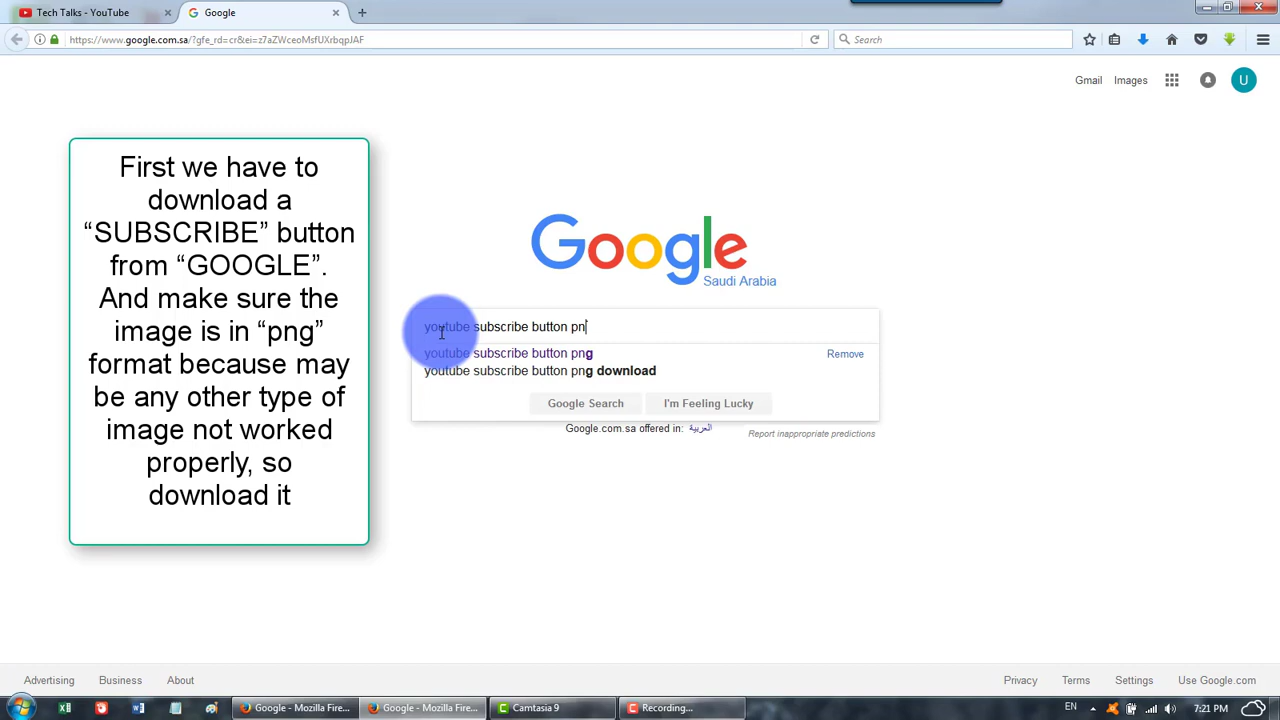 Tech Talks - YouTube
Google
https://www.google.com.sa/?gfe_rd=cr&ei=z7aZWceoMsfUXrbqpJAF
Search
Gmail
Images
U
First we have to
download a
“SUBSCRIBE” button
from “GOOGLE”.
And make sure the
image is in “png”
format because may
be any other type of
image not worked
properly, so
download it
Google
Saudi Arabia
youtube subscribe button pn
youtube subscribe button png
Remove
youtube subscribe button png download
Google Search
I'm Feeling Lucky
Google.com.sa offered in: العربية
Report inappropriate predictions
Advertising
Business
About
Privacy
Terms
Settings
Use Google.com
Google - Mozilla Firef...
Google - Mozilla Firef...
Camtasia 9
Recording...
EN
7:21 PM